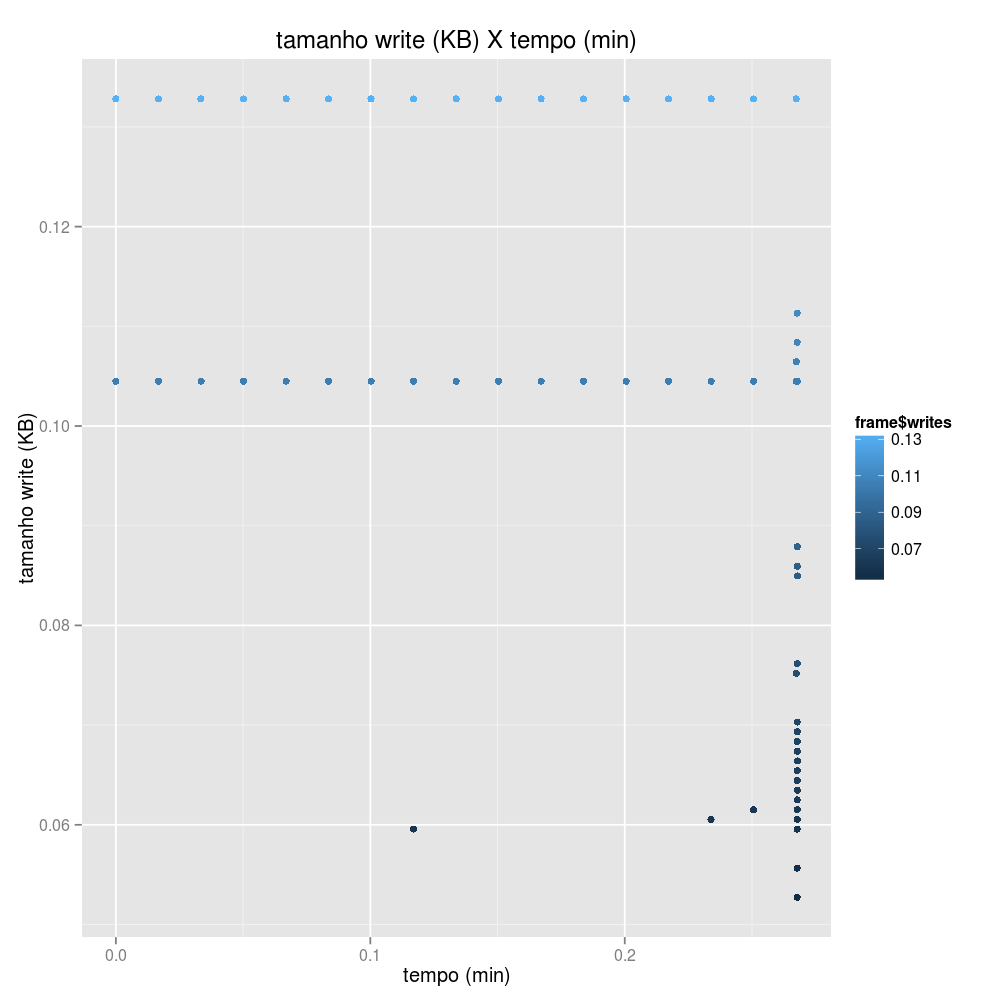 tamanho write (KB) X tempo (min)
tamanho write (KB)
0.12
0.10
0.08
0.06
0.0
0.1
0.2
tempo (min)
frame$writes
0.13
0.11
0.09
0.07